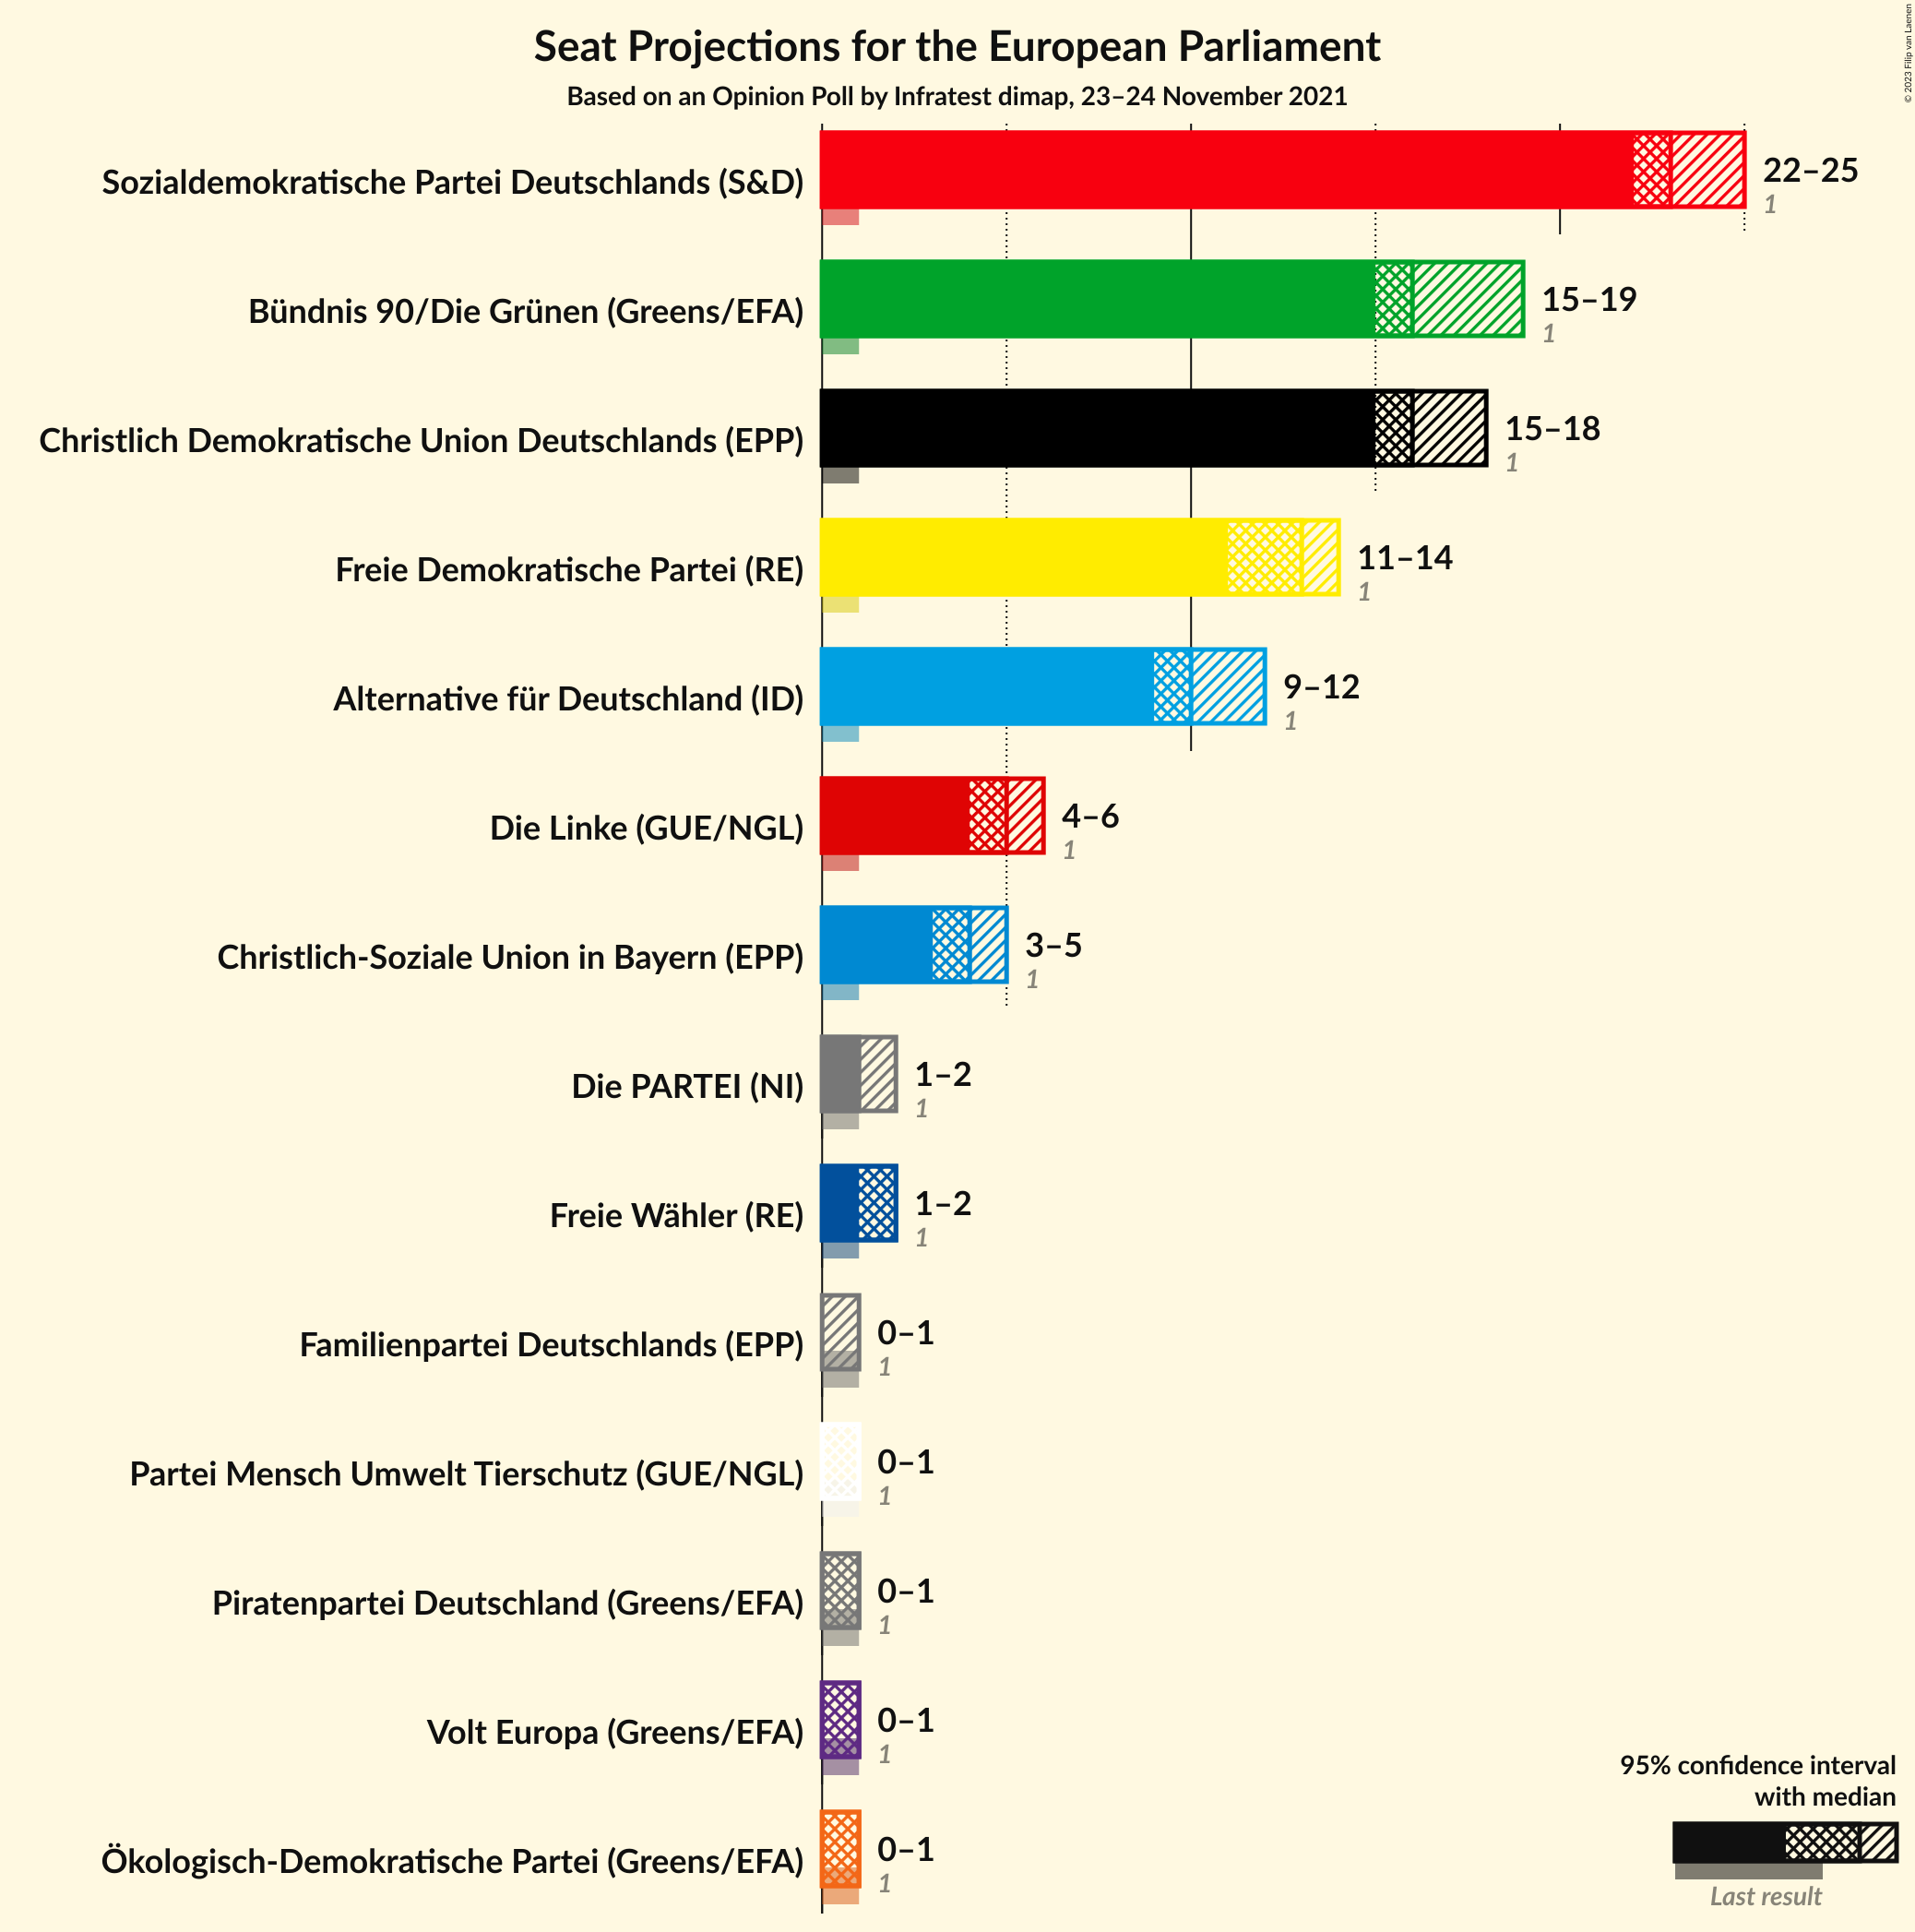 Seat Projections for the European Parliament
Based on an Opinion Poll by Infratest dimap, 23–24 November 2021
© 2023 Filip van Laenen
Sozialdemokratische Partei Deutschlands (S&D)
22–25
1
Bündnis 90/Die Grünen (Greens/EFA)
15–19
1
Christlich Demokratische Union Deutschlands (EPP)
15–18
1
Freie Demokratische Partei (RE)
11–14
1
Alternative für Deutschland (ID)
9–12
1
Die Linke (GUE/NGL)
4–6
1
Christlich-Soziale Union in Bayern (EPP)
3–5
1
Die PARTEI (NI)
1–2
1
Freie Wähler (RE)
1–2
1
Familienpartei Deutschlands (EPP)
0–1
1
Partei Mensch Umwelt Tierschutz (GUE/NGL)
0–1
1
Piratenpartei Deutschland (Greens/EFA)
0–1
1
Volt Europa (Greens/EFA)
0–1
1
Ökologisch-Demokratische Partei (Greens/EFA)
0–1
1
95% confidence interval
with median
Last result